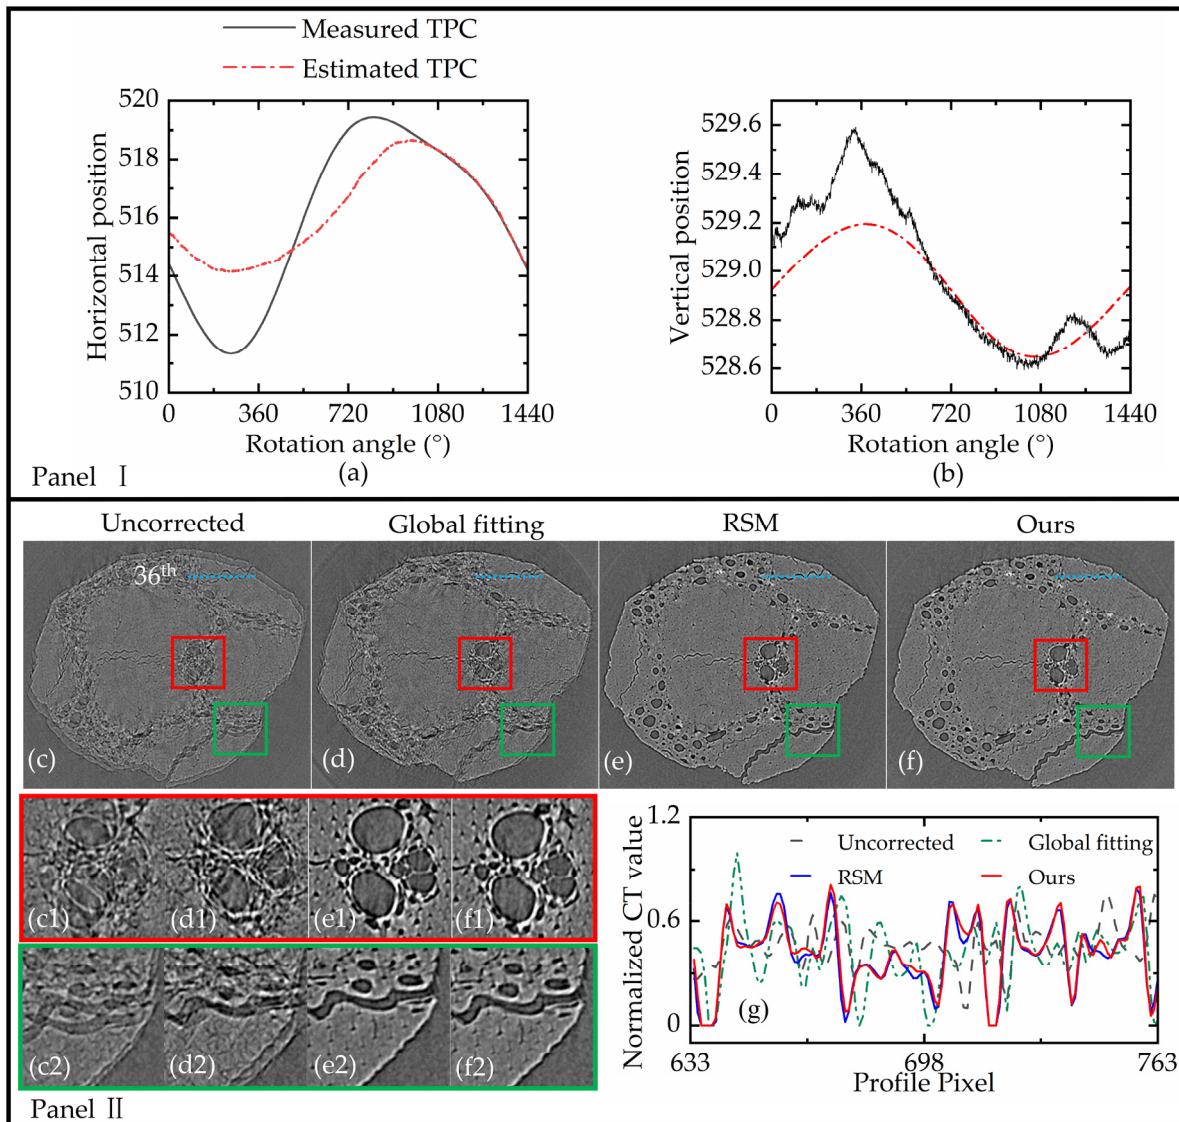 Measured TPC
Estimated TPC
520
518
516
514
512
510
Horizontal position
0 360 720 1080 1440
Rotation angle (°)
(a)
529.6
529.4
529.2
529.0
528.8
528.6
Vertical position
0 360 720 1080 1440
Rotation angle (°)
(b)
Panel Ⅰ
Uncorrected Global fitting RSM Ours
36th
(c) (d) (e) (f)
(c1) (d1) (e1) (f1)
(c2) (d2) (e2) (f2)
1.2
0.6
0
Normalized CT value
Uncorrected Global fitting
RSM Ours
(g)
633 698 763
Profile Pixel
Panel Ⅱ